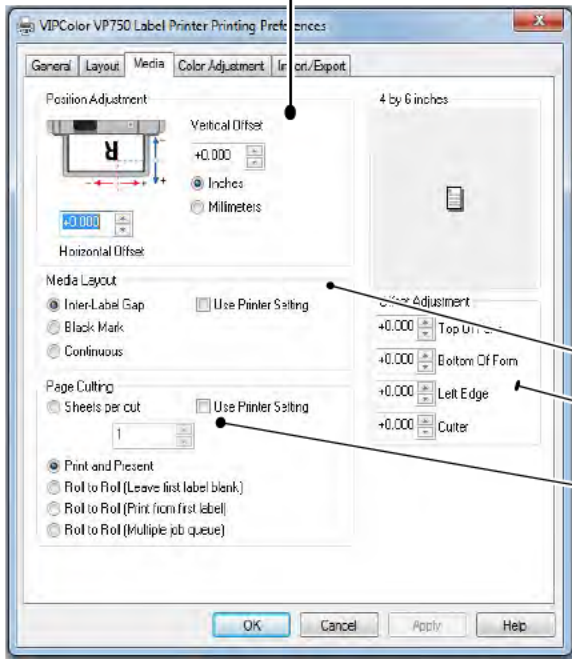 VIPColor VP750 Label Printer Printing Preferences
General Layout Media Color Adjustment Import/Export
Position Adjustment
R
Vertical Offset
+0.000
Inches
Millimeters
+0.000
Horizontal Offset
4 by 6 inches
Media Layout
Inter-Label Gap Use Printer Setting
Black Mark
Continuous
Offset Adjustment
+0.000 Top Of Form
+0.000 Bottom Of Form
+0.000 Left Edge
+0.000 Cutter
Page Cutting
Sheets per cut Use Printer Setting
1
Print and Present
Roll to Roll (Leave first label blank)
Roll to Roll (Print from first label)
Roll to Roll (Multiple job queue)
OK Cancel Apply Help